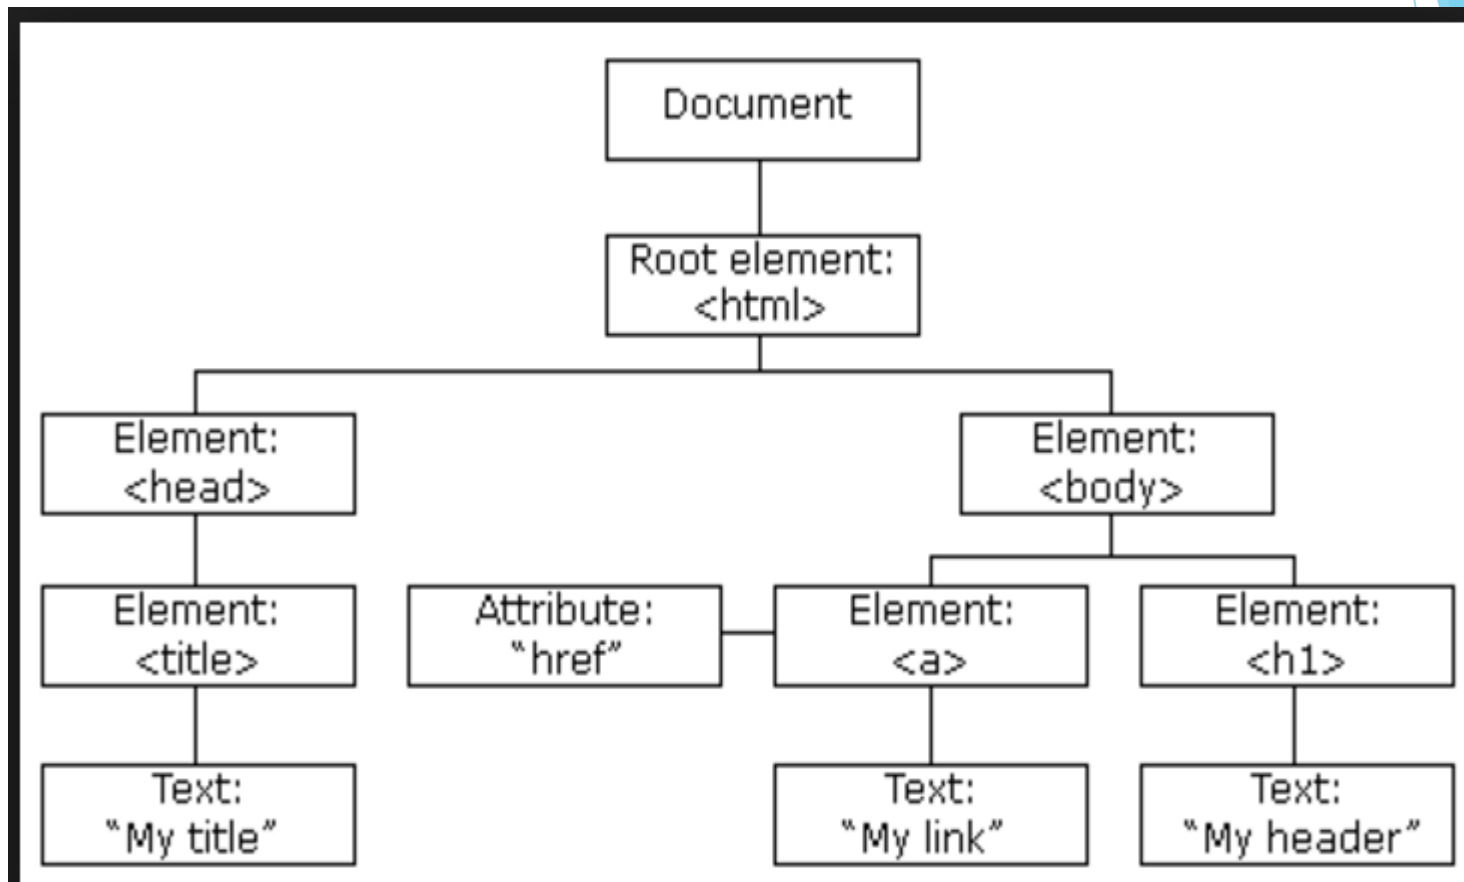 Document
Root element:
<html>
Element:
<head>
Element:
<body>
Element:
<title>
Attribute:
“href”
Element:
<a>
Element:
<h1>
Text:
“My title”
Text:
“My link”
Text:
“My header”